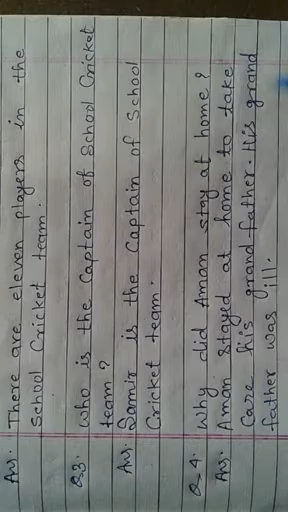 Ans. There are eleven players in the
School Cricket team.
Q3. who is the Captain of School Cricket
team?
Ans. Samir is the Captain of School
Cricket team.
Q4. Why did Aman stay at home?
Ans. Aman stayed at home to take
Care his grand father. His grand
father was ill.